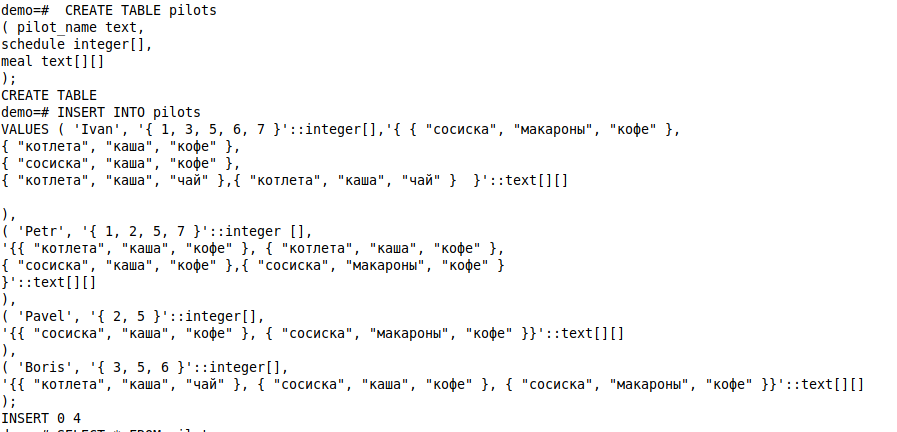 demo=#  CREATE TABLE pilots
( pilot_name text,
schedule integer[],
meal text[][]
);
CREATE TABLE
demo=# INSERT INTO pilots
VALUES ( 'Ivan', '{ 1, 3, 5, 6, 7 }'::integer[],'{ { "сосиска", "макароны", "кофе" },
{ "котлета", "каша", "кофе" },
{ "сосиска", "каша", "кофе" },
{ "котлета", "каша", "чай" },{ "котлета", "каша", "чай" }  }'::text[][]
),
( 'Petr', '{ 1, 2, 5, 7 }'::integer [],
'{{ "котлета", "каша", "кофе" }, { "котлета", "каша", "кофе" },
{ "сосиска", "каша", "кофе" },{ "сосиска", "макароны", "кофе" }
}'::text[][]
),
( 'Pavel', '{ 2, 5 }'::integer[],
'{{ "сосиска", "каша", "кофе" }, { "сосиска", "макароны", "кофе" }}'::text[][]
),
( 'Boris', '{ 3, 5, 6 }'::integer[],
'{{ "котлета", "каша", "чай" }, { "сосиска", "каша", "кофе" }, { "сосиска", "макароны", "кофе" }}'::text[][]
);
INSERT 0 4